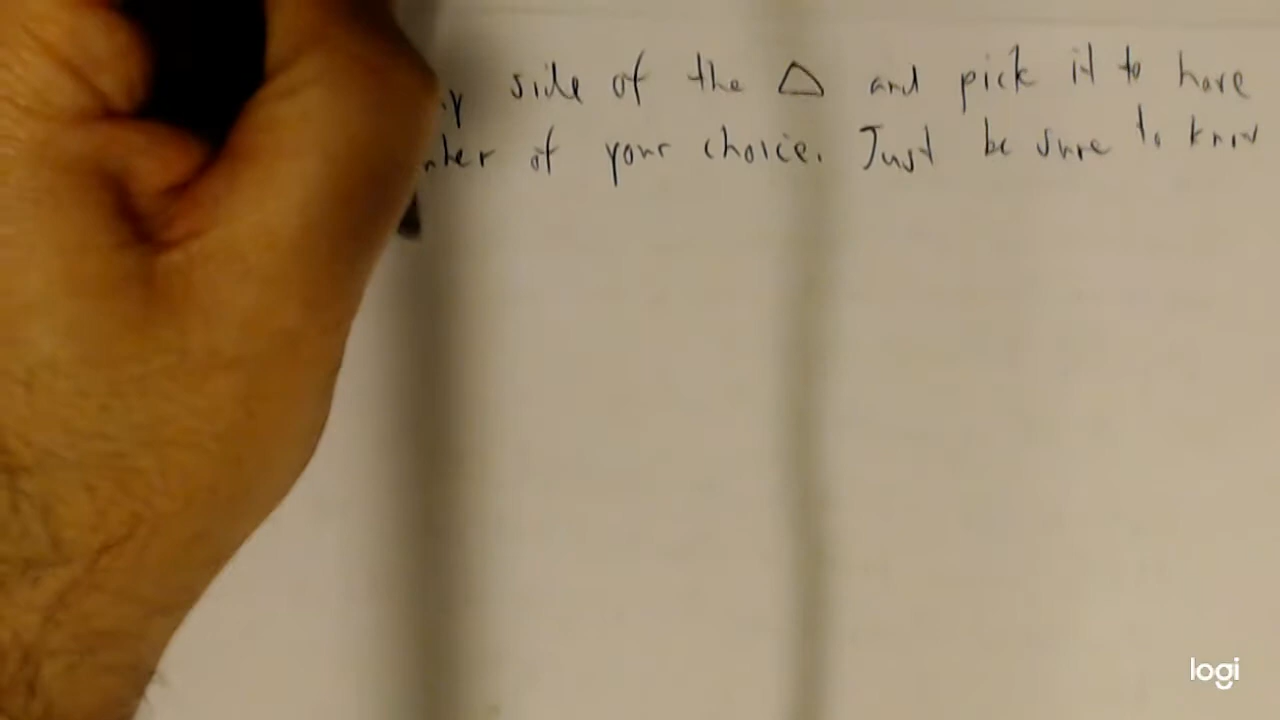 side of the △ and pick it to have
of your choice. Just be sure to know
logi